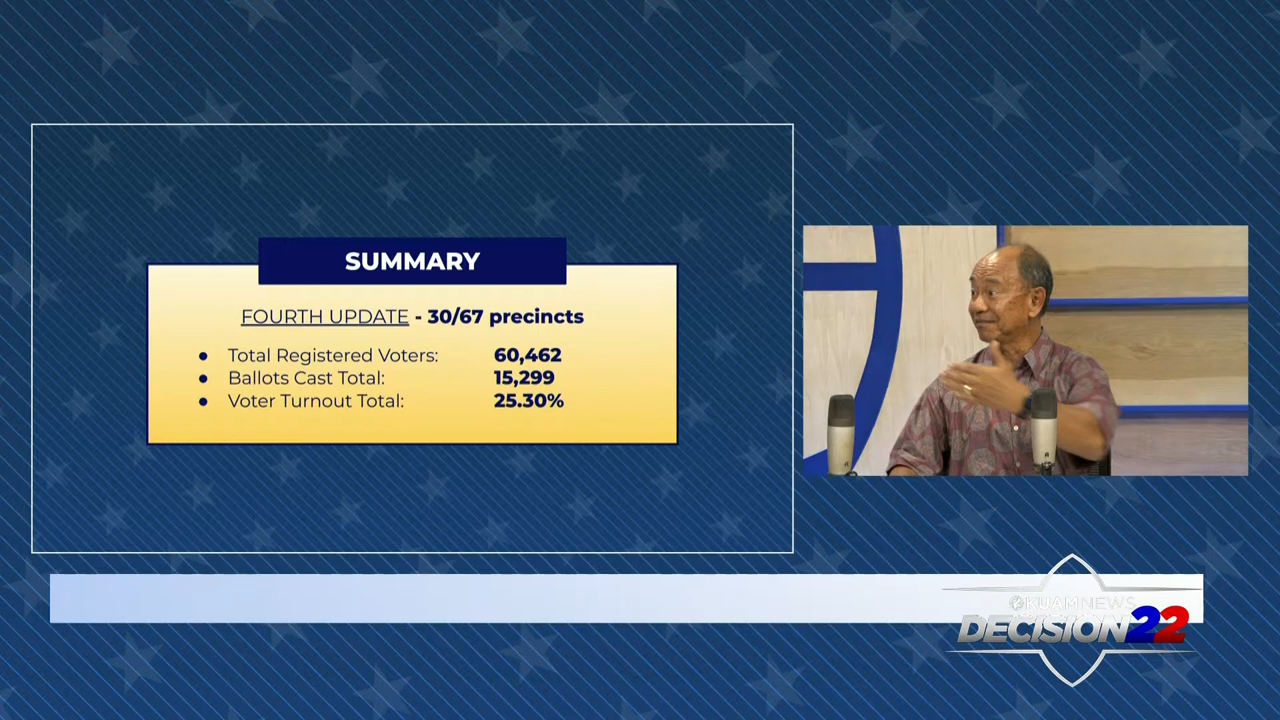 SUMMARY
FOURTH UPDATE - 30/67 precincts
● Total Registered Voters: 60,462
● Ballots Cast Total: 15,299
● Voter Turnout Total: 25.30%
KUAMNEWS
DECISION22